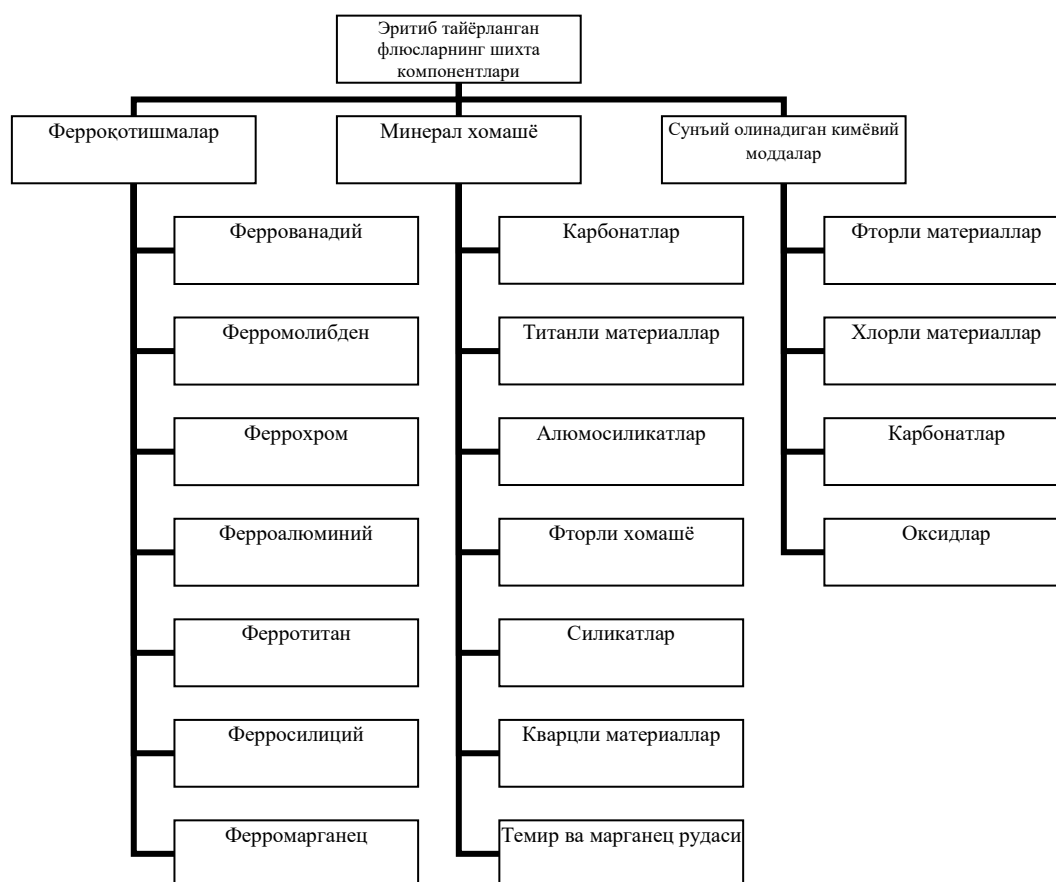 Эритиб тайёрланган
флюсларнинг шихта
компонентлари
Ферроқотишмалар
Минерал хомашё
Сунъий олинадиган кимёвий
моддалар
Феррованадий
Карбонатлар
Фторли материаллар
Ферромолибден
Титанли материаллар
Хлорли материаллар
Феррохром
Алюмосиликатлар
Карбонатлар
Ферроалюминий
Фторли хомашё
Оксидлар
Ферротитан
Силикатлар
Ферросилиций
Кварцли материаллар
Ферромарганец
Темир ва марганец рудаси